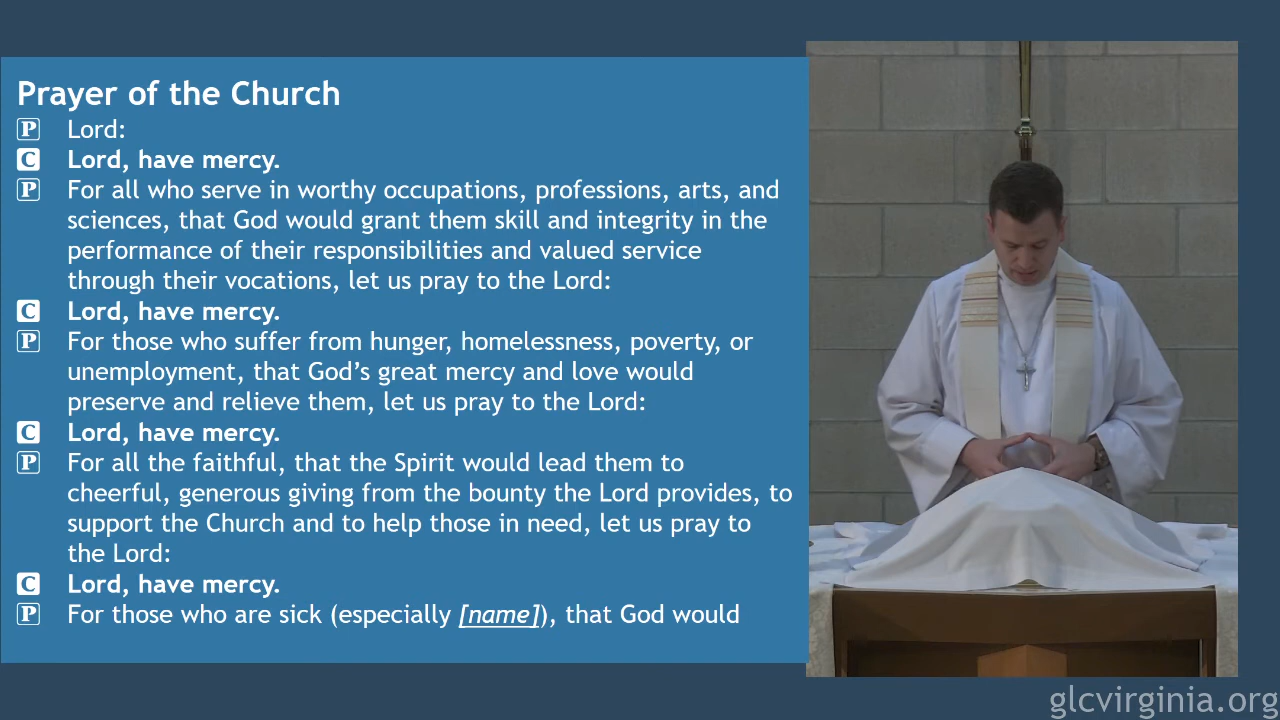 Prayer of the Church
P Lord:
C Lord, have mercy.
P For all who serve in worthy occupations, professions, arts, and
sciences, that God would grant them skill and integrity in the
performance of their responsibilities and valued service
through their vocations, let us pray to the Lord:
C Lord, have mercy.
P For those who suffer from hunger, homelessness, poverty, or
unemployment, that God’s great mercy and love would
preserve and relieve them, let us pray to the Lord:
C Lord, have mercy.
P For all the faithful, that the Spirit would lead them to
cheerful, generous giving from the bounty the Lord provides, to
support the Church and to help those in need, let us pray to
the Lord:
C Lord, have mercy.
P For those who are sick (especially [name]), that God would
glcvirginia.org